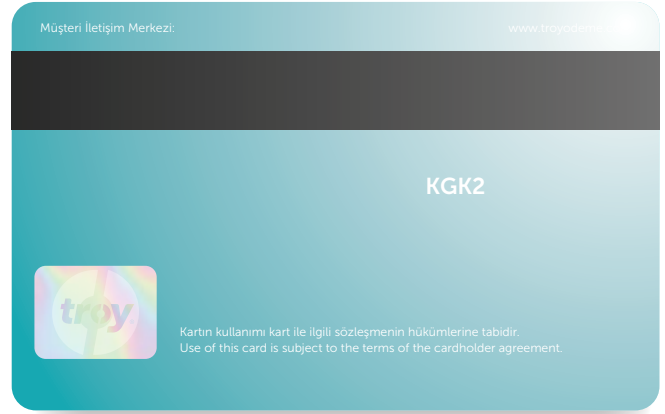 Müşteri İletişim Merkezi:
KGK2
troy
Kartın kullanımı kart ile ilgili sözleşmenin hükümlerine tabidir.
Use of this card is subject to the terms of the cardholder agreement.